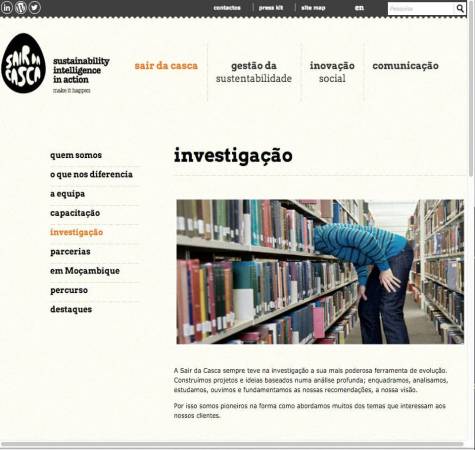 contactos | press kit | site map
en
Pesquisa
SAIR DA CASCA
sustainability
intelligence
in action
make it happen
sair da casca
gestão da
sustentabilidade
inovação
social
comunicação
quem somos
o que nos diferencia
a equipa
capacitação
investigação
parcerias
em Moçambique
percurso
destaques
investigação
A Sair da Casca sempre teve na investigação a sua mais poderosa ferramenta de evolução.
Construímos projetos e ideias baseados numa análise profunda; enquadramos, analisamos,
estudamos, ouvimos e fundamentamos as nossas recomendações, a nossa visão.
Por isso somos pioneiros na forma como abordamos muitos dos temas que interessam aos
nossos clientes.